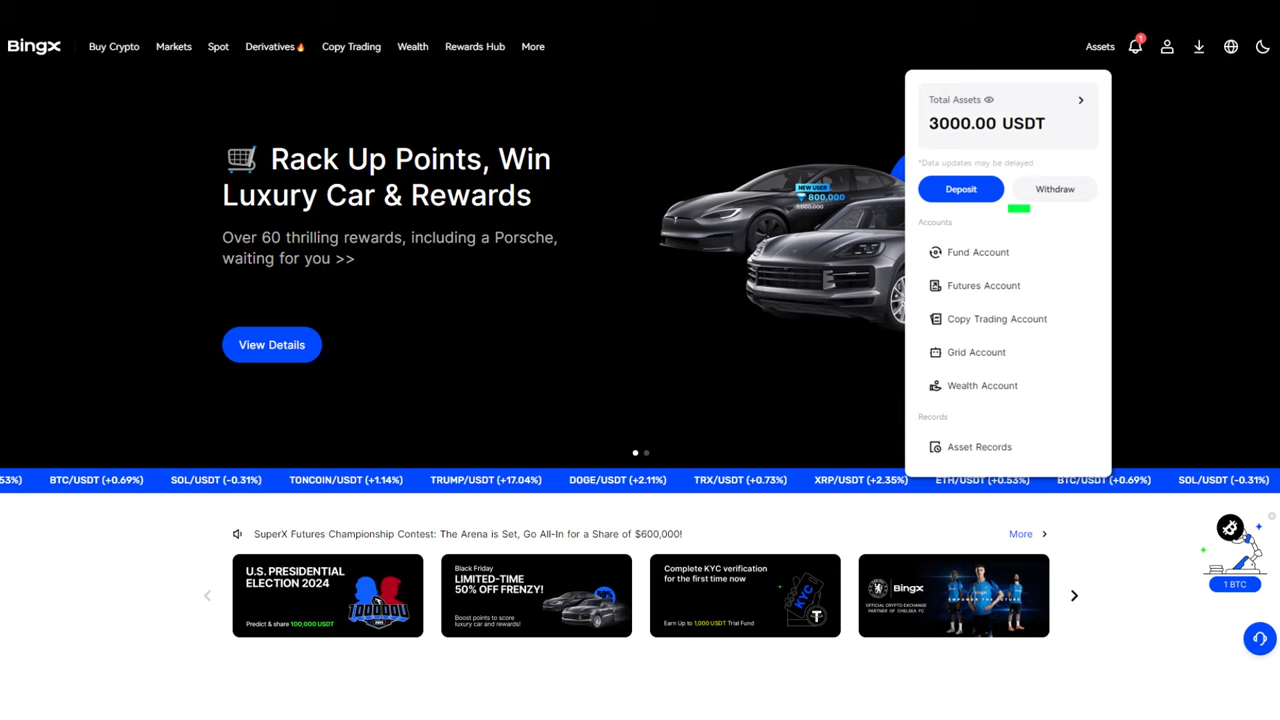 BingX
Buy Crypto
Markets
Spot
Derivatives
Copy Trading
Wealth
Rewards Hub
More
Assets
1
Total Assets
3000.00 USDT
*Data updates may be delayed
Deposit
Withdraw
Accounts
Fund Account
Futures Account
Copy Trading Account
Grid Account
Wealth Account
Records
Asset Records
Rack Up Points, Win
Luxury Car & Rewards
Over 60 thrilling rewards, including a Porsche,
waiting for you >>
NEW USER
800,000
View Details
53%)
BTC/USDT (+0.69%)
SOL/USDT (-0.31%)
TONCOIN/USDT (+1.14%)
TRUMP/USDT (+17.04%)
DOGE/USDT (+2.11%)
TRX/USDT (+0.73%)
XRP/USDT (+2.35%)
ETH/USDT (+0.53%)
BTC/USDT (+0.69%)
SOL/USDT (-0.31%)
SuperX Futures Championship Contest: The Arena is Set, Go All-In for a Share of $600,000!
More
U.S. PRESIDENTIAL
ELECTION 2024
Predict & share 100,000 USDT
Black Friday
LIMITED-TIME
50% OFF FRENZY!
Boost points to score
luxury car and rewards!
Complete KYC verification
for the first time now
KYC
Earn Up to 1,000 USDT Trial Fund
BingX
OFFICIAL CRYPTO EXCHANGE
PARTNER OF CHELSEA FC
EMPOWER THE FUTURE
1 BTC